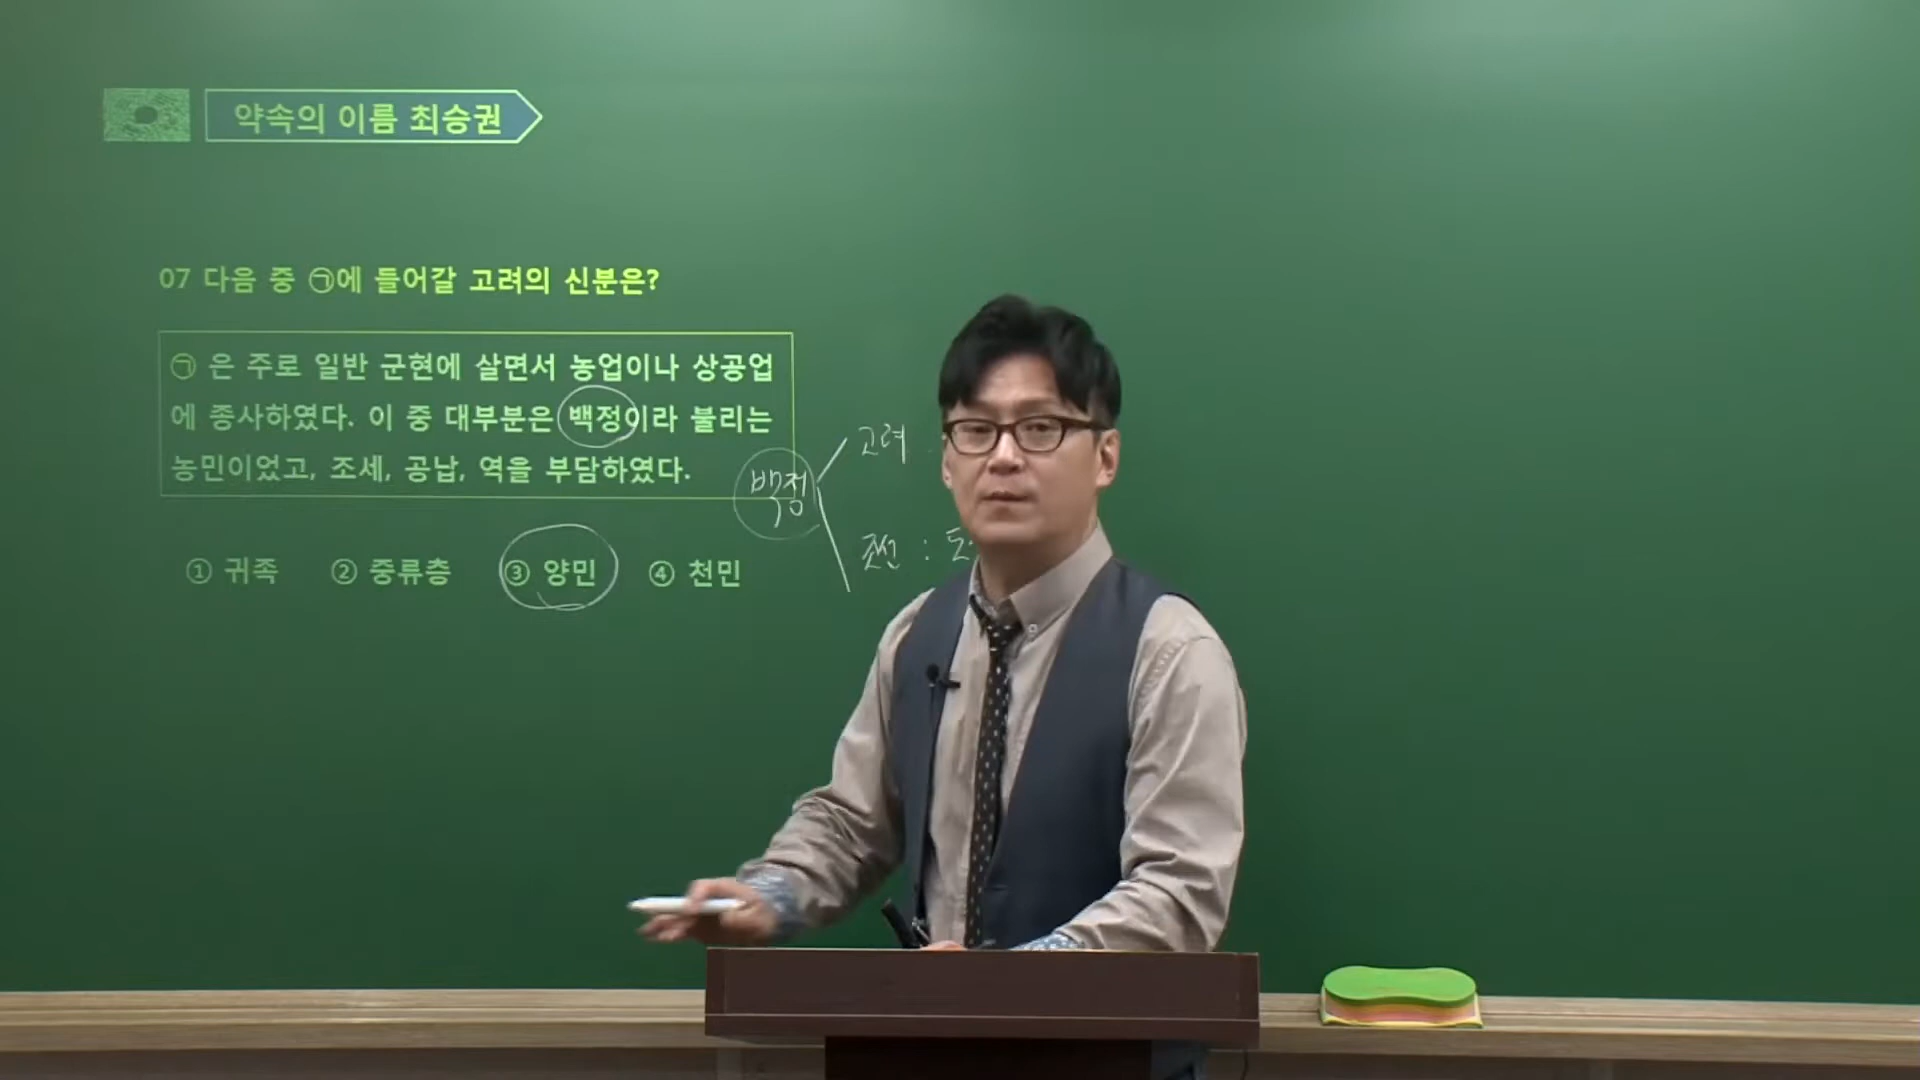 약속의 이름 최승권
07 다음 중 ㉠에 들어갈 고려의 신분은?
㉠ 은 주로 일반 군현에 살면서 농업이나 상공업
에 종사하였다. 이 중 대부분은 백정이라 불리는
농민이었고, 조세, 공납, 역을 부담하였다.
① 귀족 ② 중류층 ③ 양민 ④ 천민
백정
고려
조선 :